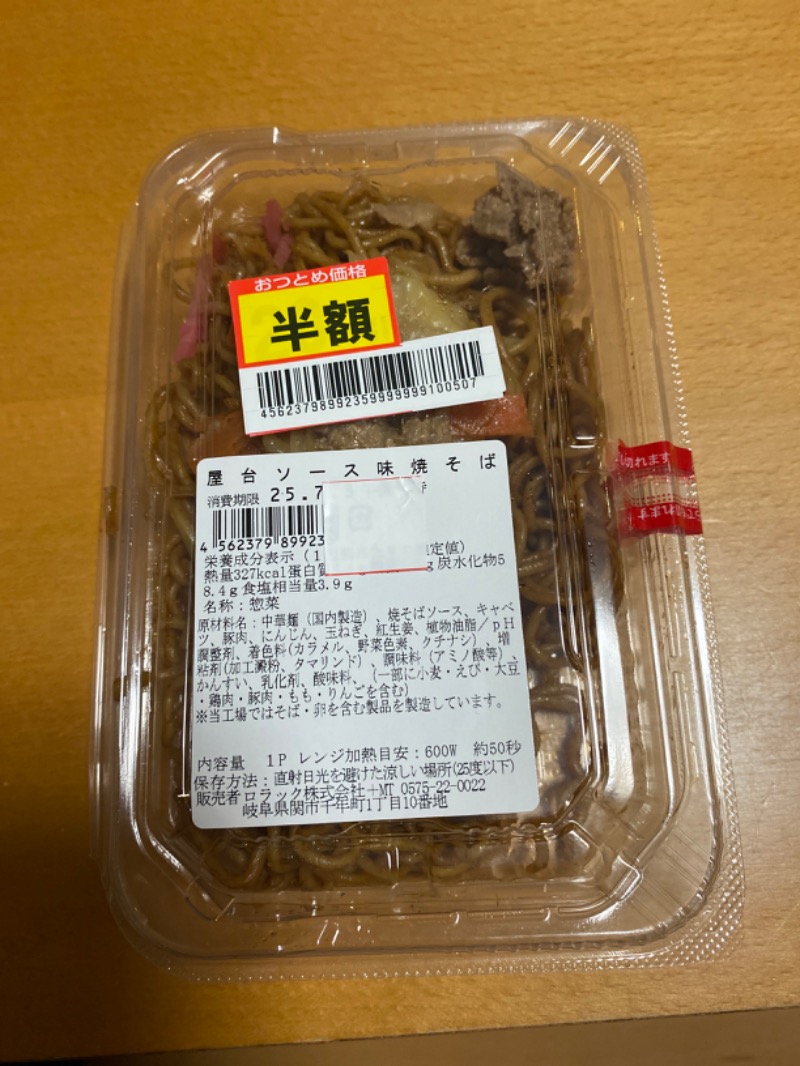 おつとめ価格
半額
4562379899235999999100507
屋台ソース味焼そば
消費期限 25.7
4 562379 89923
栄養成分表示(1 定値)
熱量327kcal蛋白質 g 炭水化物5
8.4g食塩相当量3.9g
名称:惣菜
原材料名:中華麺(国内製造)、焼そばソース、キャベ
ツ、豚肉、にんじん、玉ねぎ、紅生姜、植物油脂/pH
調整剤、着色料(カラメル、野菜色素、クチナシ)、増
粘剤(加工澱粉、タマリンド)、調味料(アミノ酸等)、
かんすい、乳化剤、酸味料、(一部に小麦・えび・大豆
・鶏肉・豚肉・もも・りんごを含む)
※当工場ではそば・卵を含む製品を製造しています。
内容量 1P レンジ加熱目安:600W 約50秒
保存方法:直射日光を避けた涼しい場所(25度以下)
販売者ロラック株式会社+MT 0575-22-0022
岐阜県関市千年町1丁目10番地
切れます
切れます